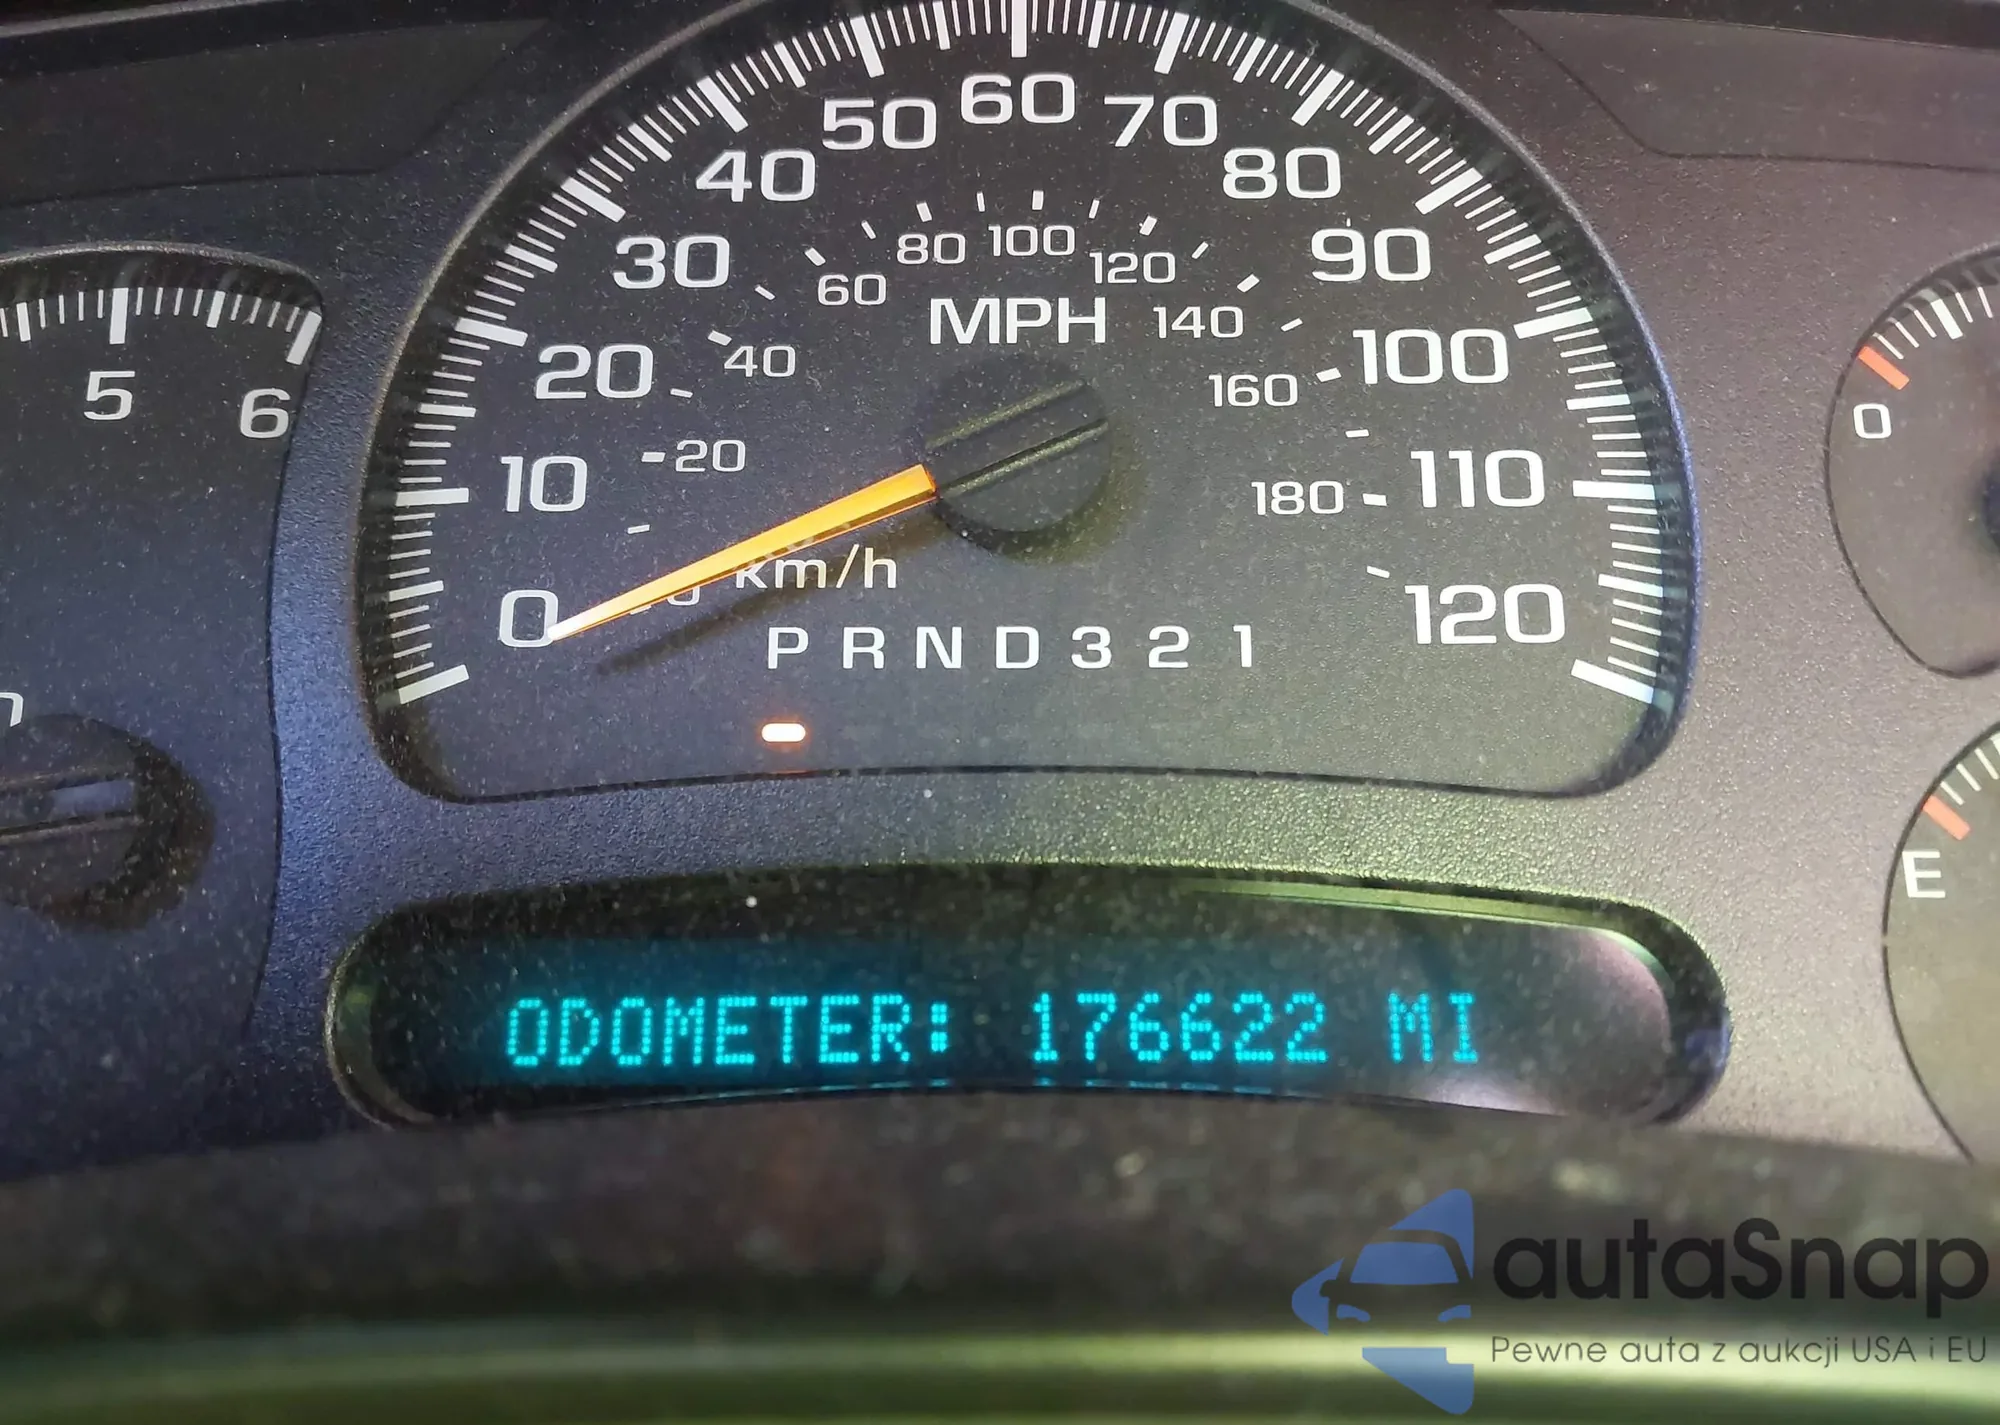 60
50 70
40 80
30 90
20 100
10 110
0 120
100
80 120
60 140
40 160
20 180
MPH
km/h
P R N D 3 2 1
5 6
0
E
ODOMETER: 176622 MI
autaSnap
Pewne auta z aukcji USA i EU